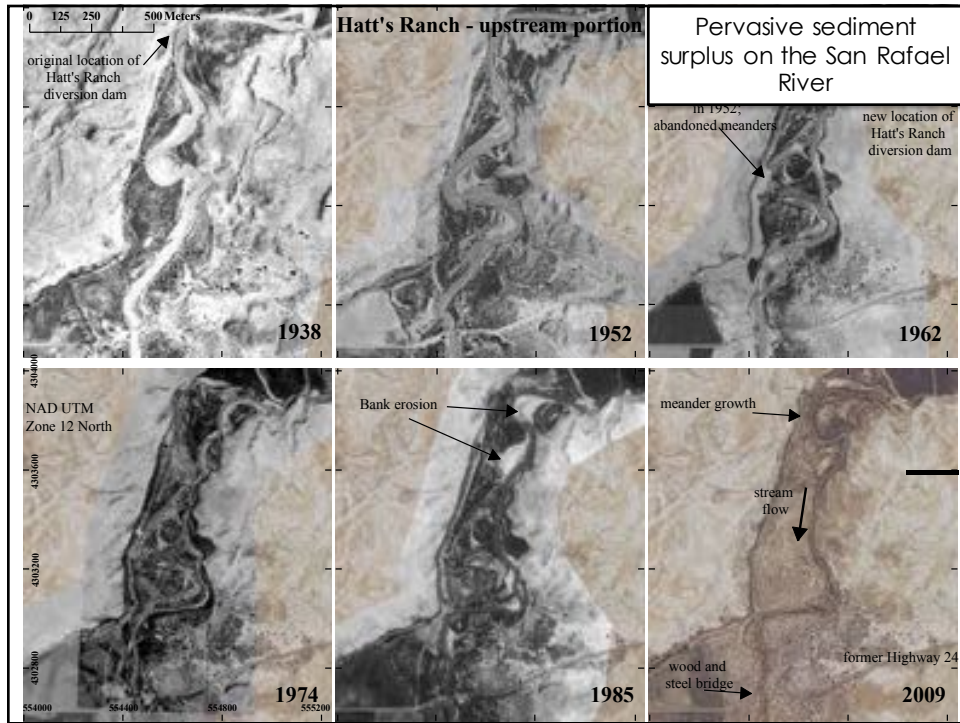 0 125 250 500 Meters
original location of
Hatt's Ranch
diversion dam
1938
Hatt's Ranch - upstream portion
1952
Pervasive sediment
surplus on the San Rafael
River
in 1952;
abandoned meanders
new location of
Hatt's Ranch
diversion dam
1962
NAD UTM
Zone 12 North
4304000
4303600
4303200
4302800
554000 554400 554800 555200
1974
Bank erosion
1985
meander growth
stream
flow
former Highway 24
wood and
steel bridge
2009